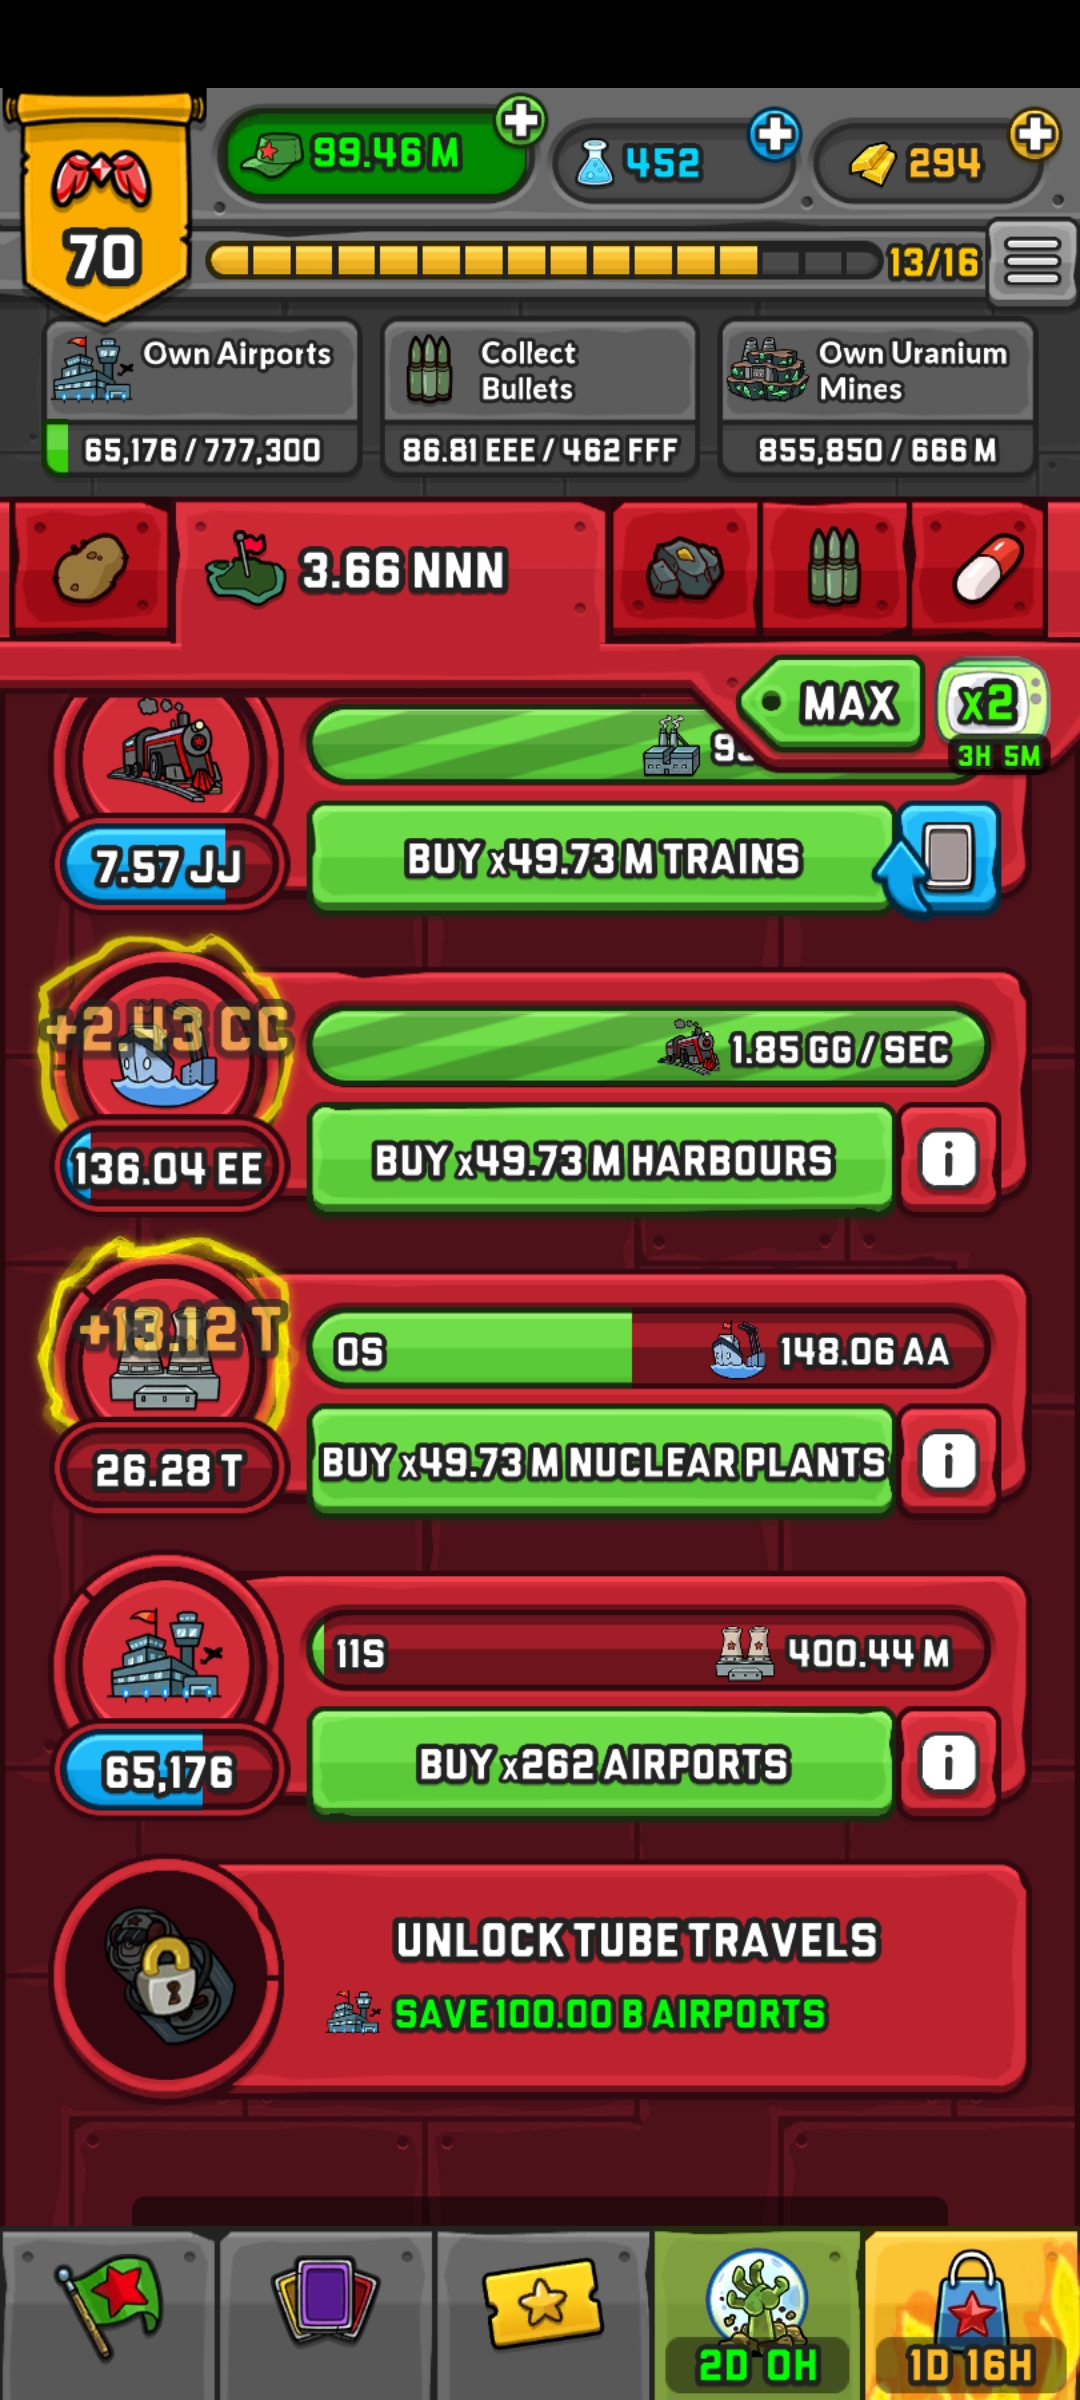 99.46 M
452
294
70
13/16
Own Airports
65,176 / 777,300
Collect
Bullets
86.81 EEE / 462 FFF
Own Uranium
Mines
855,850 / 666 M
3.66 NNN
MAX
x2
3H 5M
7.57 JJ
BUY x49.73 M TRAINS
+2.43 CC
1.85 GG / SEC
136.04 EE
BUY x49.73 M HARBOURS
i
+13.12 T
0S
148.06 AA
26.28 T
BUY x49.73 M NUCLEAR PLANTS
i
11S
400.44 M
65,176
BUY x262 AIRPORTS
i
UNLOCK TUBE TRAVELS
SAVE 100.00 B AIRPORTS
2D 0H
1D 16H